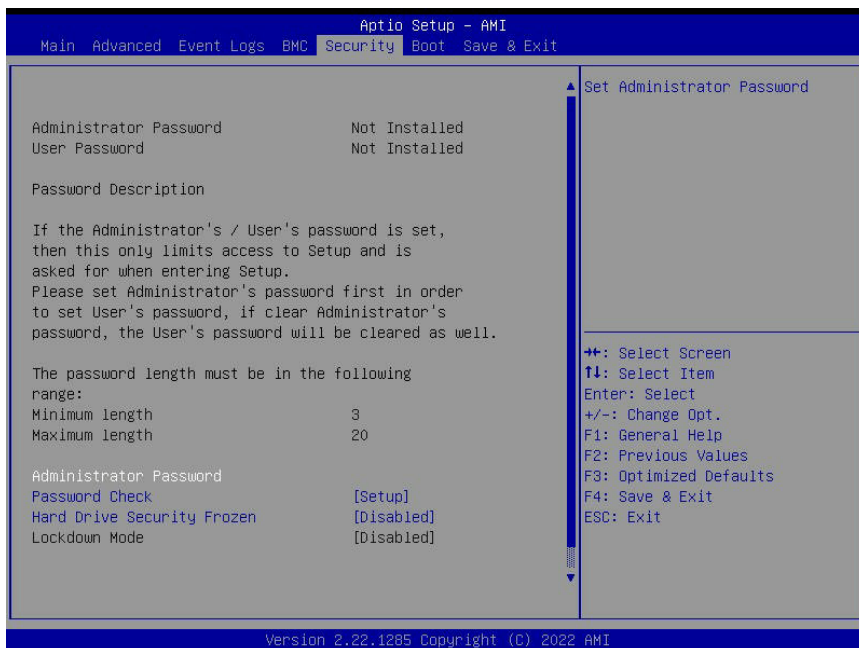 Aptio Setup - AMI
Main Advanced Event Logs BMC Security Boot Save & Exit
Administrator Password Not Installed
User Password Not Installed
Password Description
If the Administrator's / User's password is set,
then this only limits access to Setup and is
asked for when entering Setup.
Please set Administrator's password first in order
to set User's password, if clear Administrator's
password, the User's password will be cleared as well.
The password length must be in the following
range:
Minimum length 3
Maximum length 20
Administrator Password
Password Check [Setup]
Hard Drive Security Frozen [Disabled]
Lockdown Mode [Disabled]
Set Administrator Password
→←: Select Screen
↑↓: Select Item
Enter: Select
+/-: Change Opt.
F1: General Help
F2: Previous Values
F3: Optimized Defaults
F4: Save & Exit
ESC: Exit
Version 2.22.1285 Copyright (C) 2022 AMI